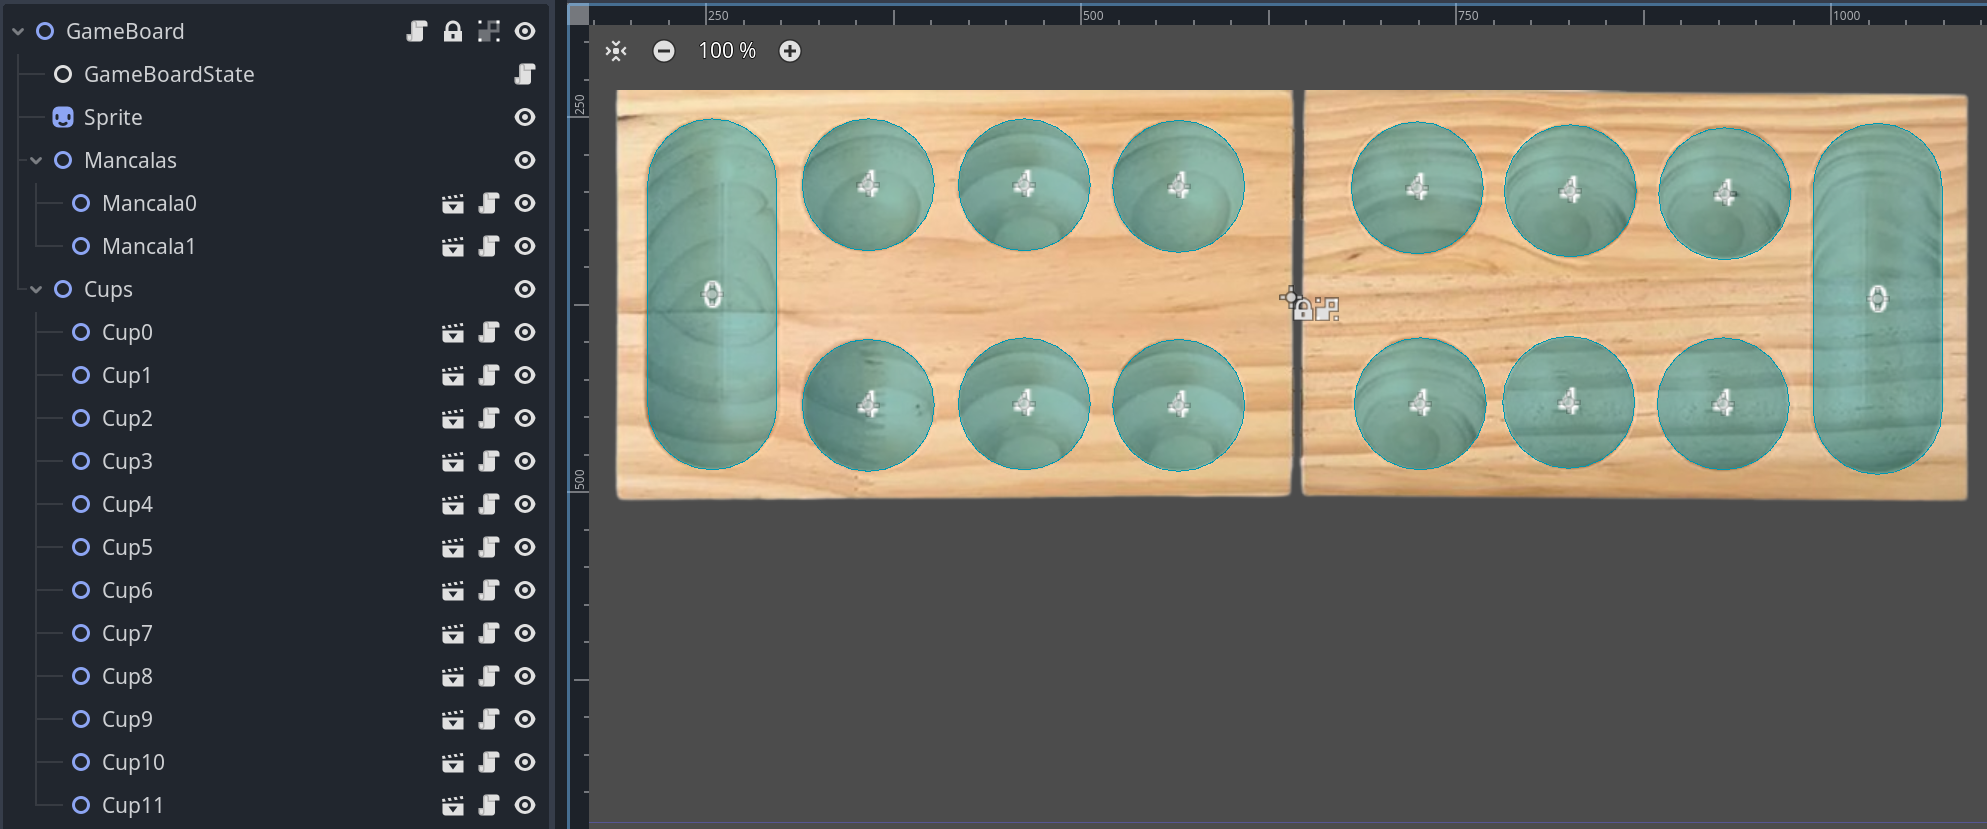 GameBoard
GameBoardState
Sprite
Mancalas
Mancala0
Mancala1
Cups
Cup0
Cup1
Cup2
Cup3
Cup4
Cup5
Cup6
Cup7
Cup8
Cup9
Cup10
Cup11
250 500 750 1000
100 %
250
500
4 4 4 4 4 4
0 0
4 4 4 4 4 4